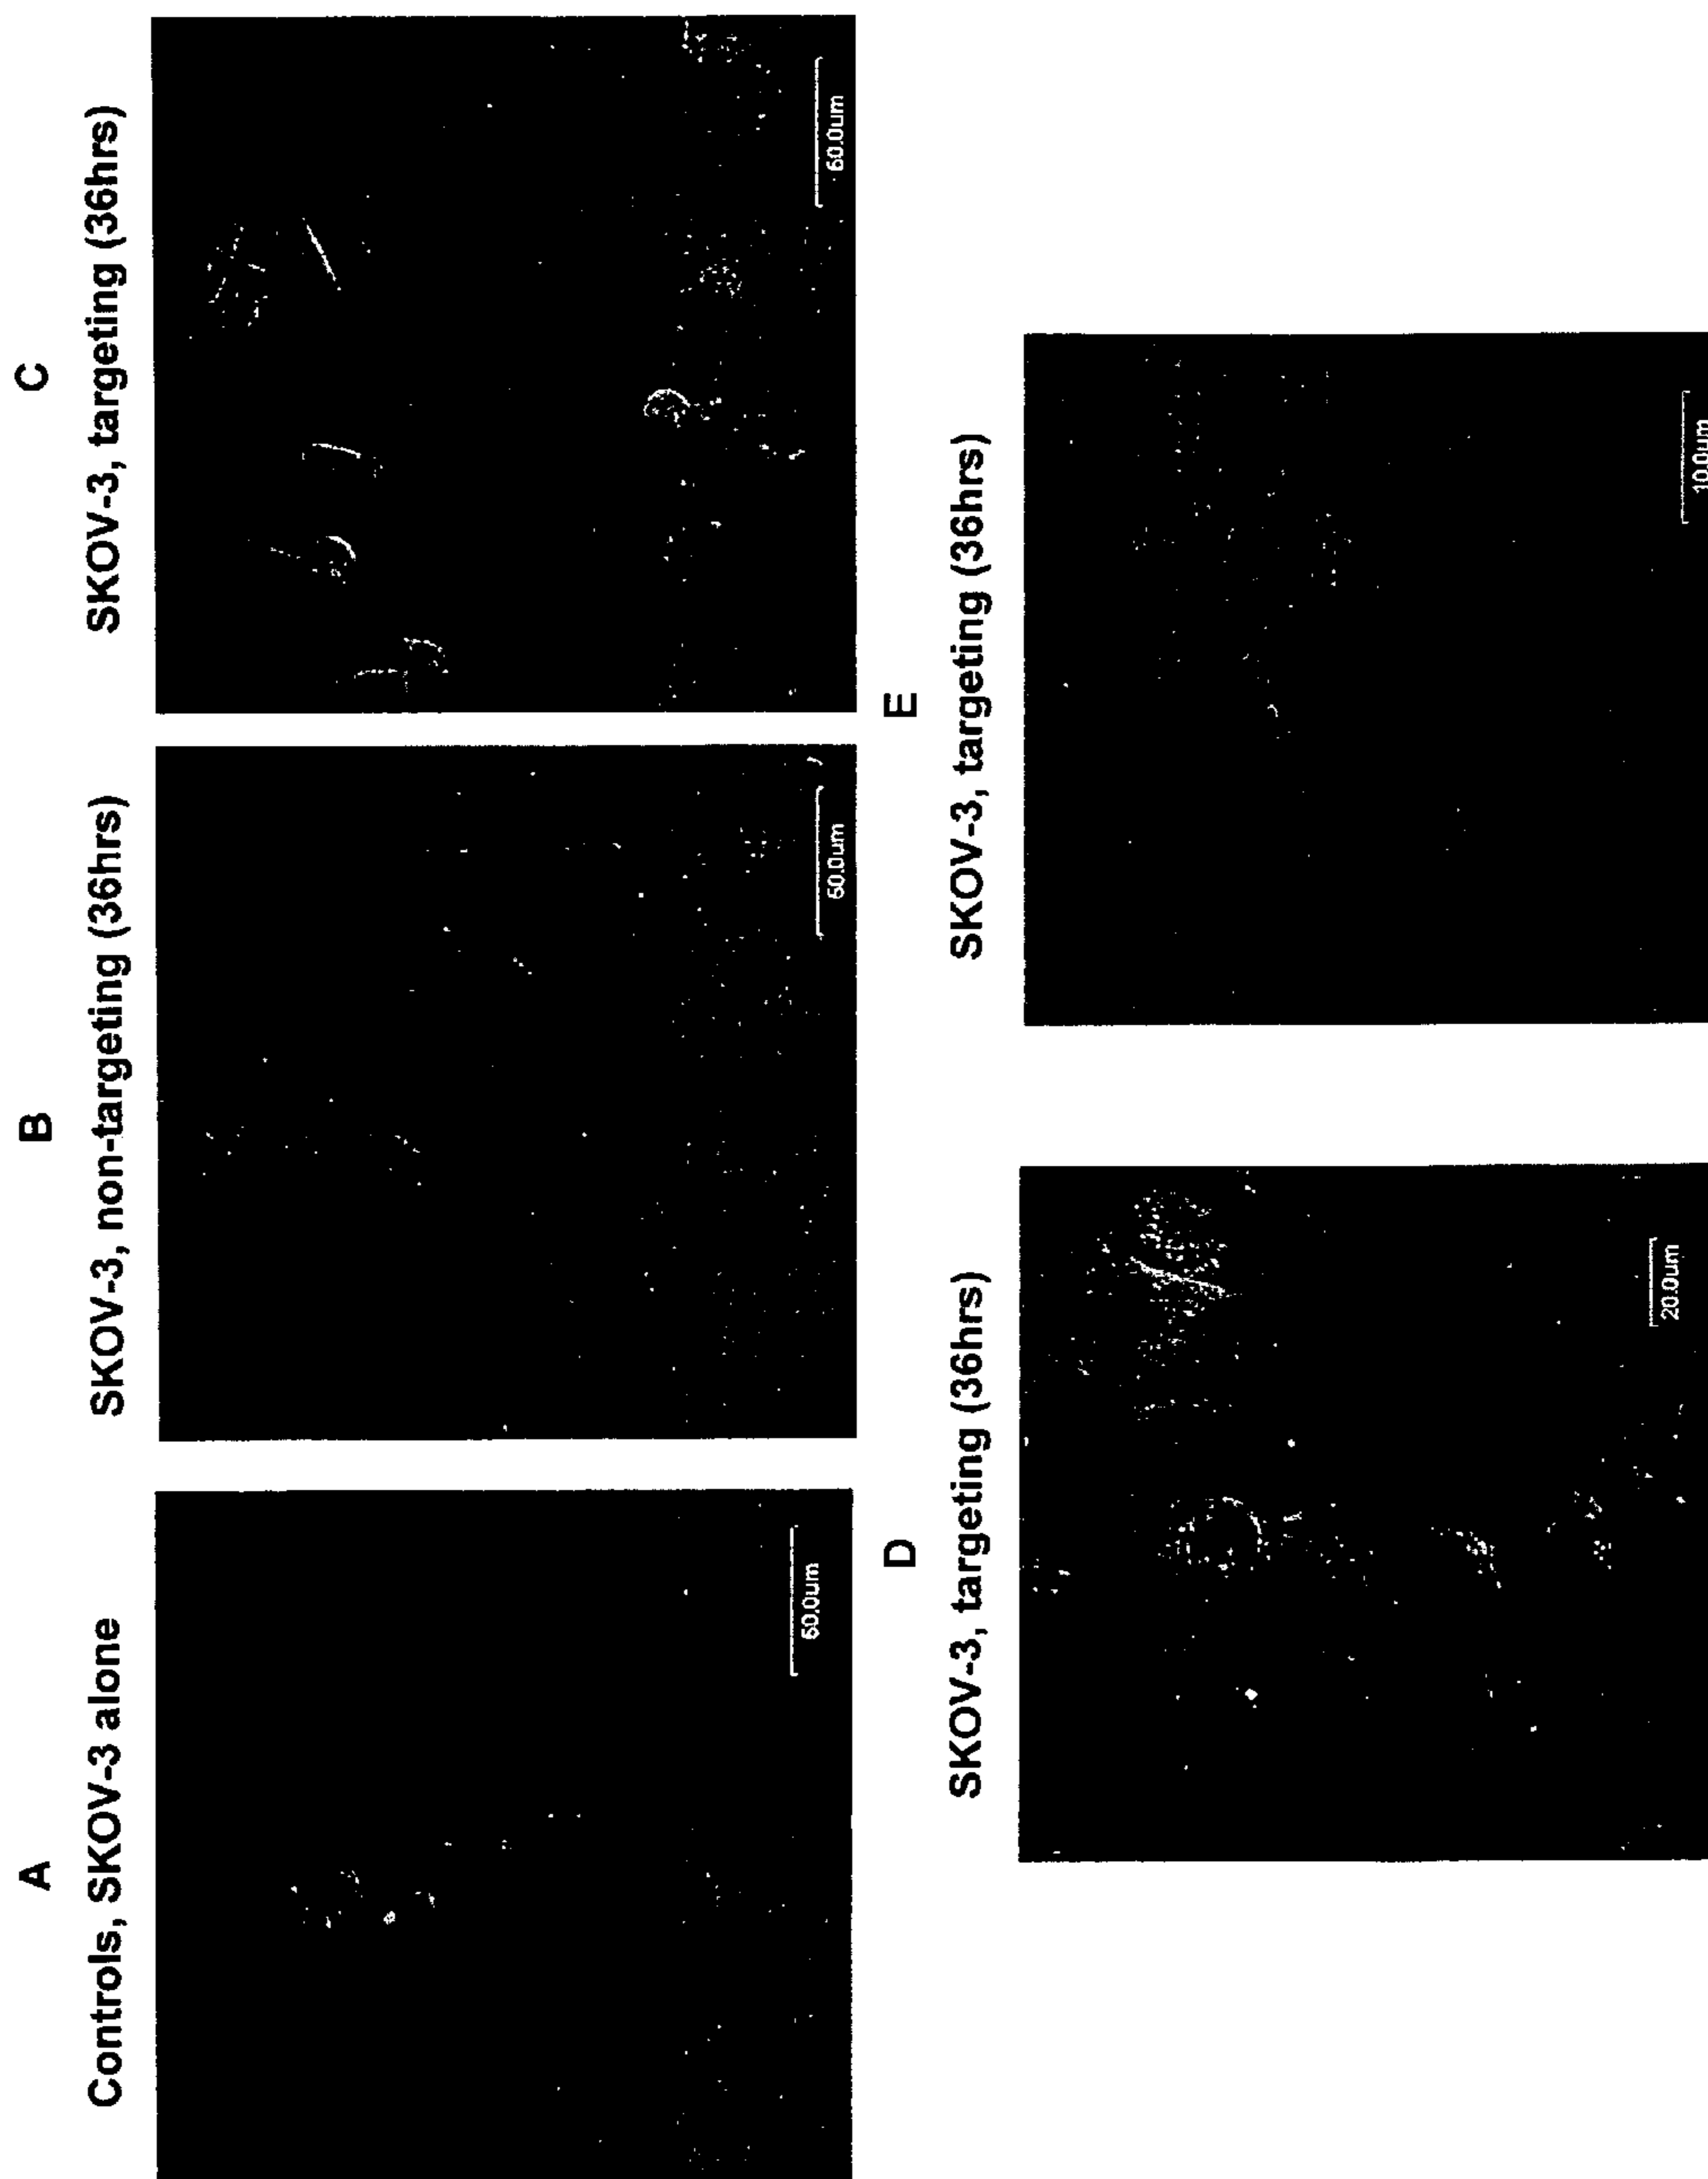 A
Controls, SKOV-3 alone
60.0um
B
SKOV-3, non-targeting (36hrs)
60.0um
C
SKOV-3, targeting (36hrs)
60.0um
D
SKOV-3, targeting (36hrs)
20.0um
E
SKOV-3, targeting (36hrs)
10.0um